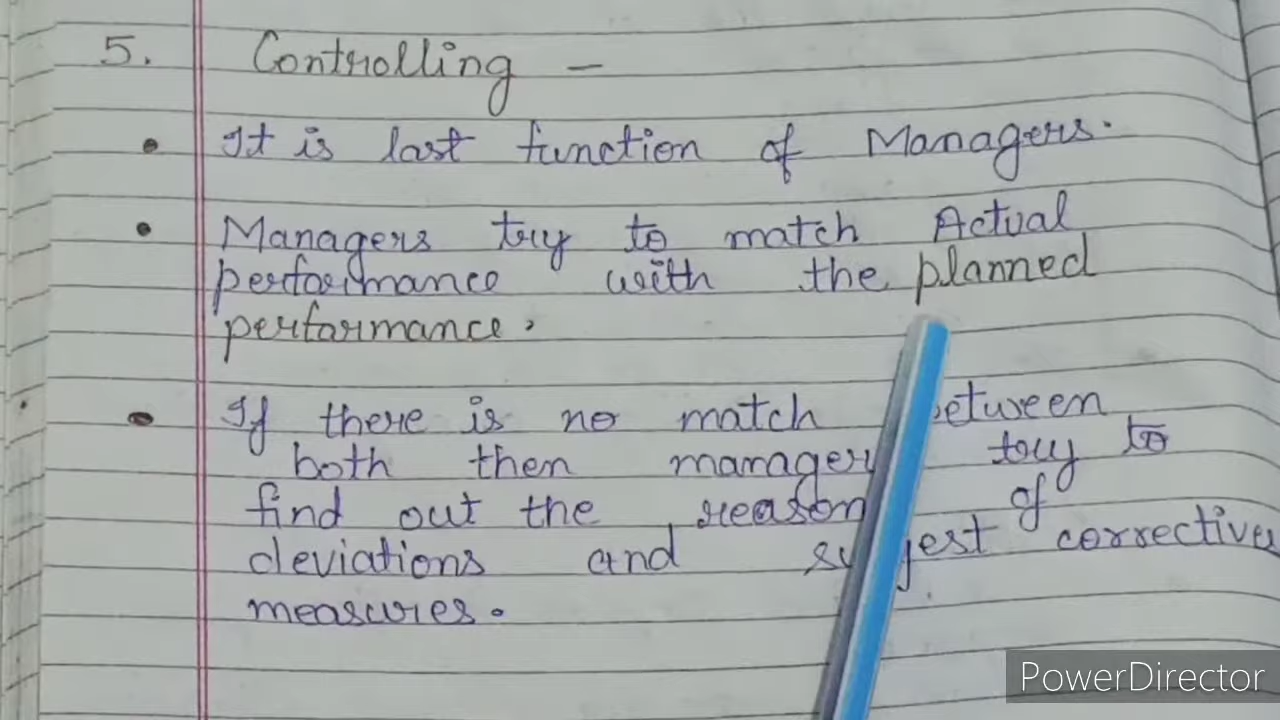 5. Controlling –
• It is last function of Managers.
• Managers try to match Actual
performance with the planned
performance.
• If there is no match between
both then manager try to
find out the reason of
deviations and suggest corrective
measures.
PowerDirector